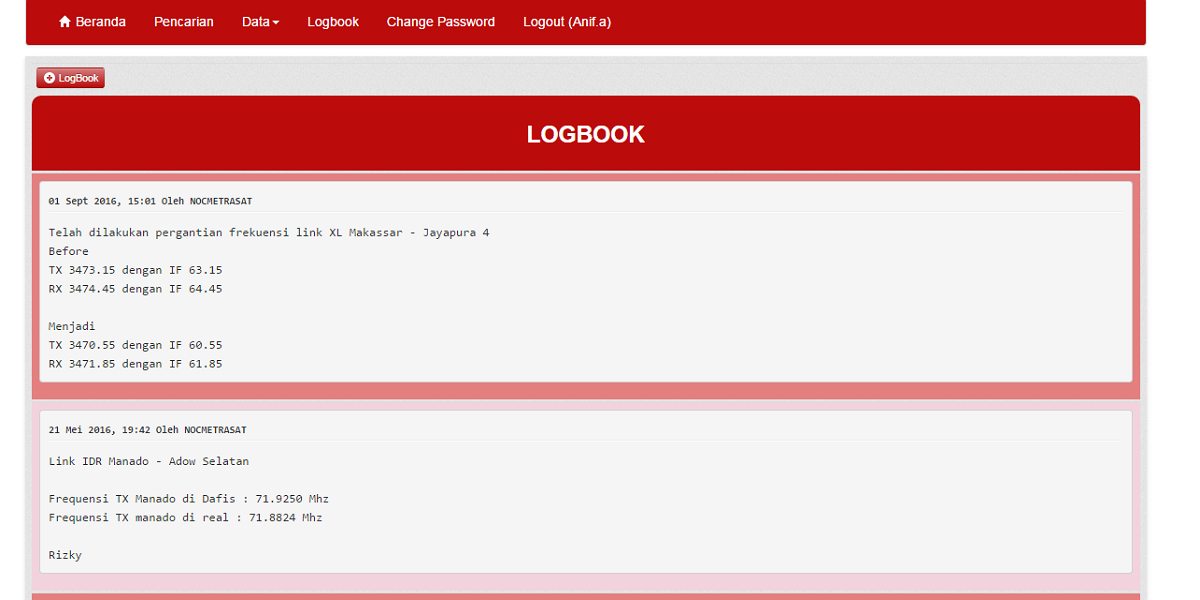 Beranda Pencarian Data Logbook Change Password Logout (Anif.a)
LogBook
LOGBOOK
01 Sept 2016, 15:01 Oleh NOCMETRASAT
Telah dilakukan pergantian frekuensi link XL Makassar - Jayapura 4
Before
TX 3473.15 dengan IF 63.15
RX 3474.45 dengan IF 64.45
Menjadi
TX 3470.55 dengan IF 60.55
RX 3471.85 dengan IF 61.85
21 Mei 2016, 19:42 Oleh NOCMETRASAT
Link IDR Manado - Adow Selatan
Frequensi TX Manado di Dafis : 71.9250 Mhz
Frequensi TX manado di real : 71.8824 Mhz
Rizky